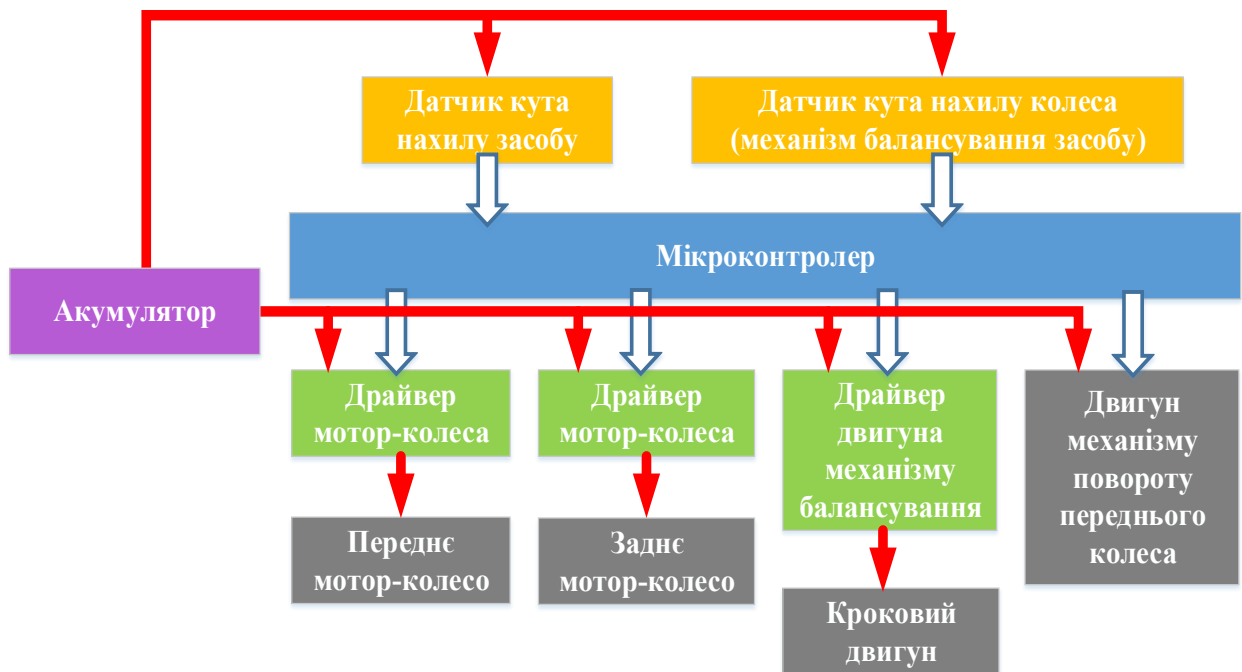 Датчик кута
нахилу засобу
Датчик кута нахилу колеса
(механізм балансування засобу)
Мікроконтролер
Акумулятор
Драйвер
мотор-колеса
Драйвер
мотор-колеса
Драйвер
двигуна
механізму
балансування
Двигун
механізму
повороту
переднього
колеса
Переднє
мотор-колесо
Заднє
мотор-колесо
Кроковий
двигун